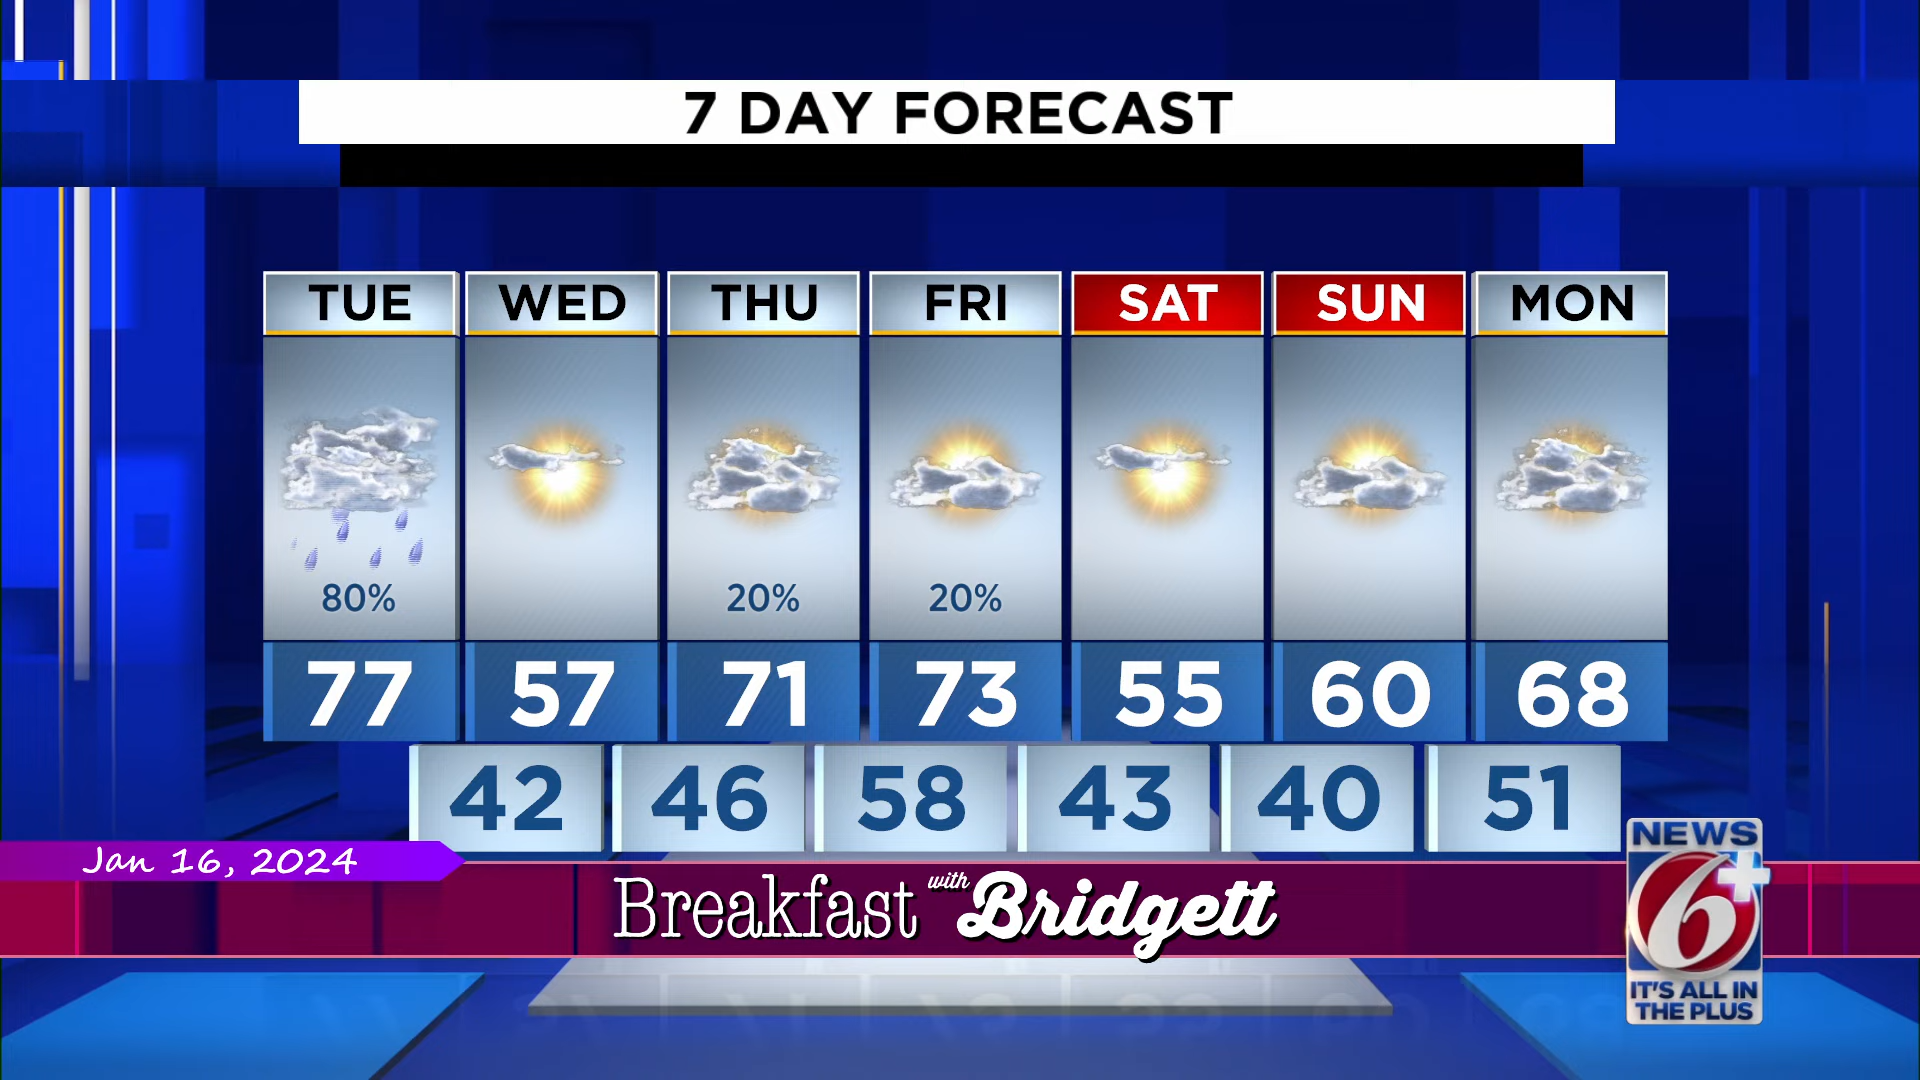 7 DAY FORECAST
TUE WED THU FRI SAT SUN MON
80% 20% 20%
77 57 71 73 55 60 68
42 46 58 43 40 51
Jan 16, 2024
Breakfast with Bridgett
NEWS
6+
IT'S ALL IN
THE PLUS